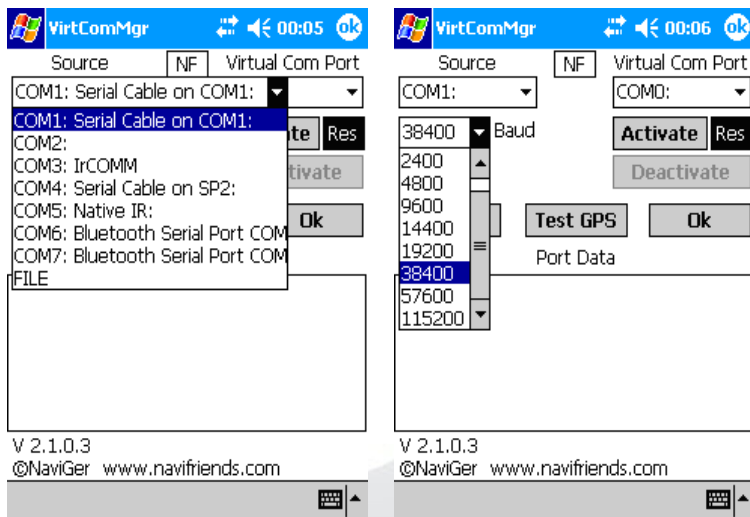 VirtComMgr 00:05 ok
Source NF Virtual Com Port
COM1: Serial Cable on COM1:
COM1: Serial Cable on COM1:
COM2:
COM3: IrCOMM
COM4: Serial Cable on SP2:
COM5: Native IR:
COM6: Bluetooth Serial Port COM
COM7: Bluetooth Serial Port COM
FILE
te Res
tivate
Ok
V 2.1.0.3
©NaviGer www.navifriends.com
VirtComMgr 00:06 ok
Source NF Virtual Com Port
COM1: COM0:
38400 Baud Activate Res
Deactivate
2400
4800
9600
14400
19200
38400
57600
115200
Test GPS Ok
Port Data
V 2.1.0.3
©NaviGer www.navifriends.com